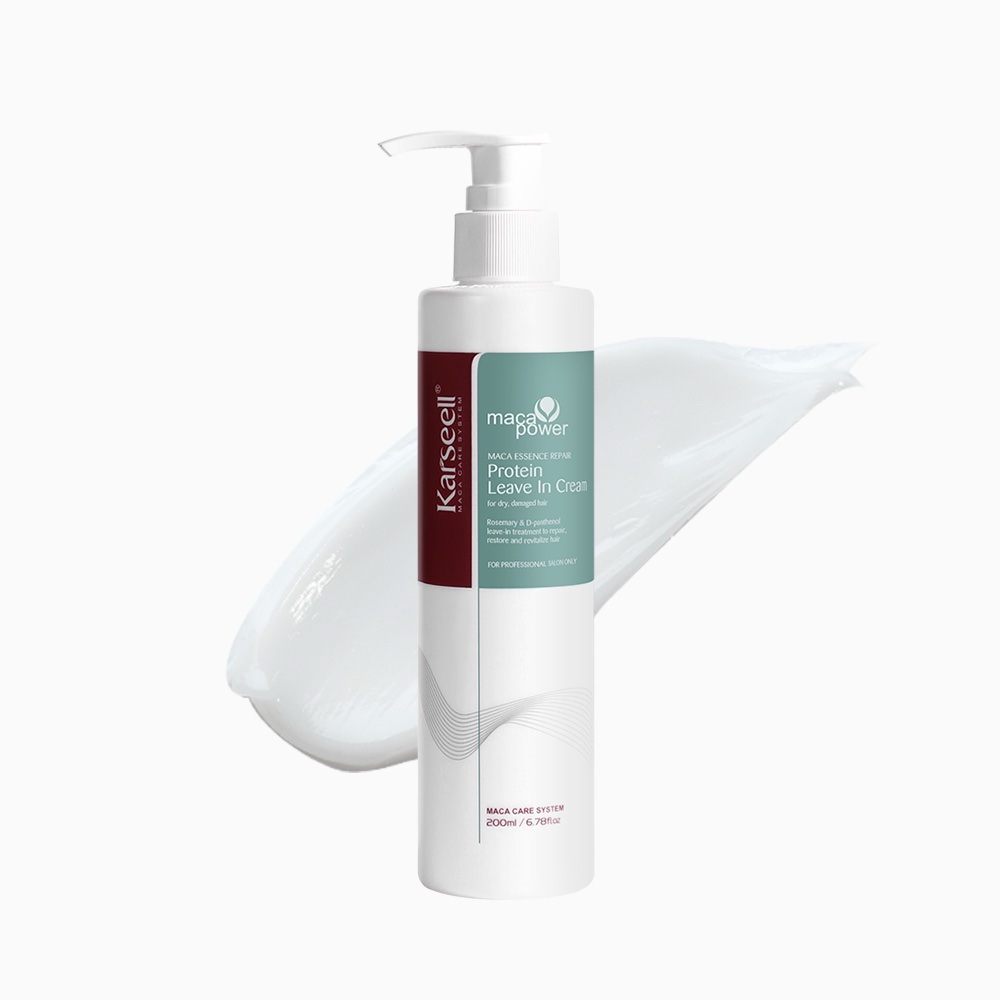 Karseell®
MACA CARE SYSTEM
maca
power
MACA ESSENCE REPAIR
Protein
Leave In Cream
for dry, damaged hair
Rosemary & D-panthenol
leave-in treatment to repair,
restore and revitalize hair
FOR PROFESSIONAL SALON ONLY
MACA CARE SYSTEM
200ml / 6.78fl.oz